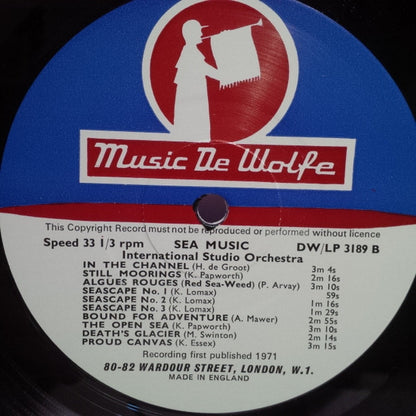 Music De Wolfe
This Copyright Record must not be reproduced or performed without licence
Speed 33 1/3 rpm SEA MUSIC DW/LP 3189 B
International Studio Orchestra
IN THE CHANNEL (H. de Groot) 3m 4s
STILL MOORINGS (K. Papworth) 2m 16s
ALGUES ROUGES (Red Sea-Weed) (P. Arvay) 3m 10s
SEASCAPE No. 1 (K. Lomax) 59s
SEASCAPE No. 2 (K. Lomax) 1m 16s
SEASCAPE No. 3 (K. Lomax) 1m 29s
BOUND FOR ADVENTURE (A. Mawer) 2m 55s
THE OPEN SEA (K. Papworth) 3m 10s
DEATH'S GLACIER (M. Swinton) 2m 14s
PROUD CANVAS (K. Essex) 3m 15s
Recording first published 1971
80-82 WARDOUR STREET, LONDON, W.1.
MADE IN ENGLAND